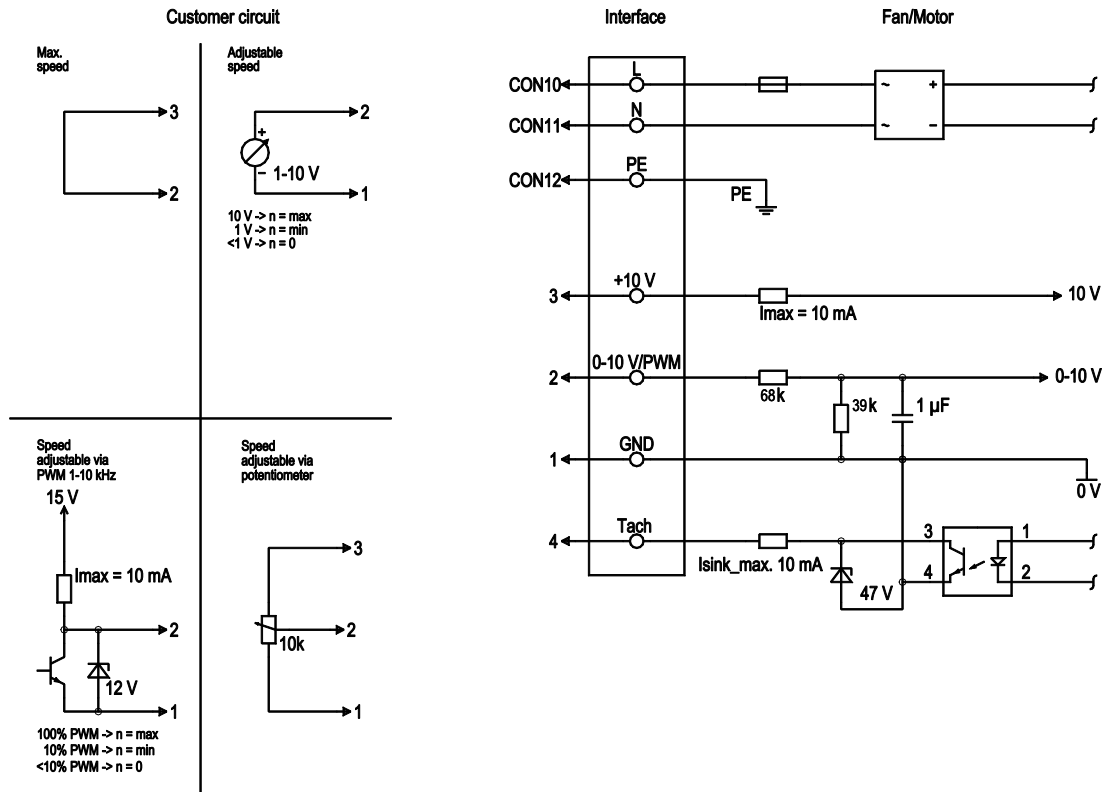 Customer circuit
Interface
Fan/Motor
Max.
speed
3
2
Adjustable
speed
2
+
−
1-10 V
1
10 V -> n = max
1 V -> n = min
<1 V -> n = 0
Speed
adjustable via
PWM 1-10 kHz
15 V
Imax = 10 mA
2
12 V
1
100% PWM -> n = max
10% PWM -> n = min
<10% PWM -> n = 0
Speed
adjustable via
potentiometer
3
2
10k
1
L
CON10
~ +
N
CON11
~ −
PE
CON12
PE
+10 V
3
10 V
Imax = 10 mA
0-10 V/PWM
2
0-10 V
68k
39k
1 µF
GND
1
0 V
Tach
4
3
1
Isink_max. 10 mA
4
2
47 V